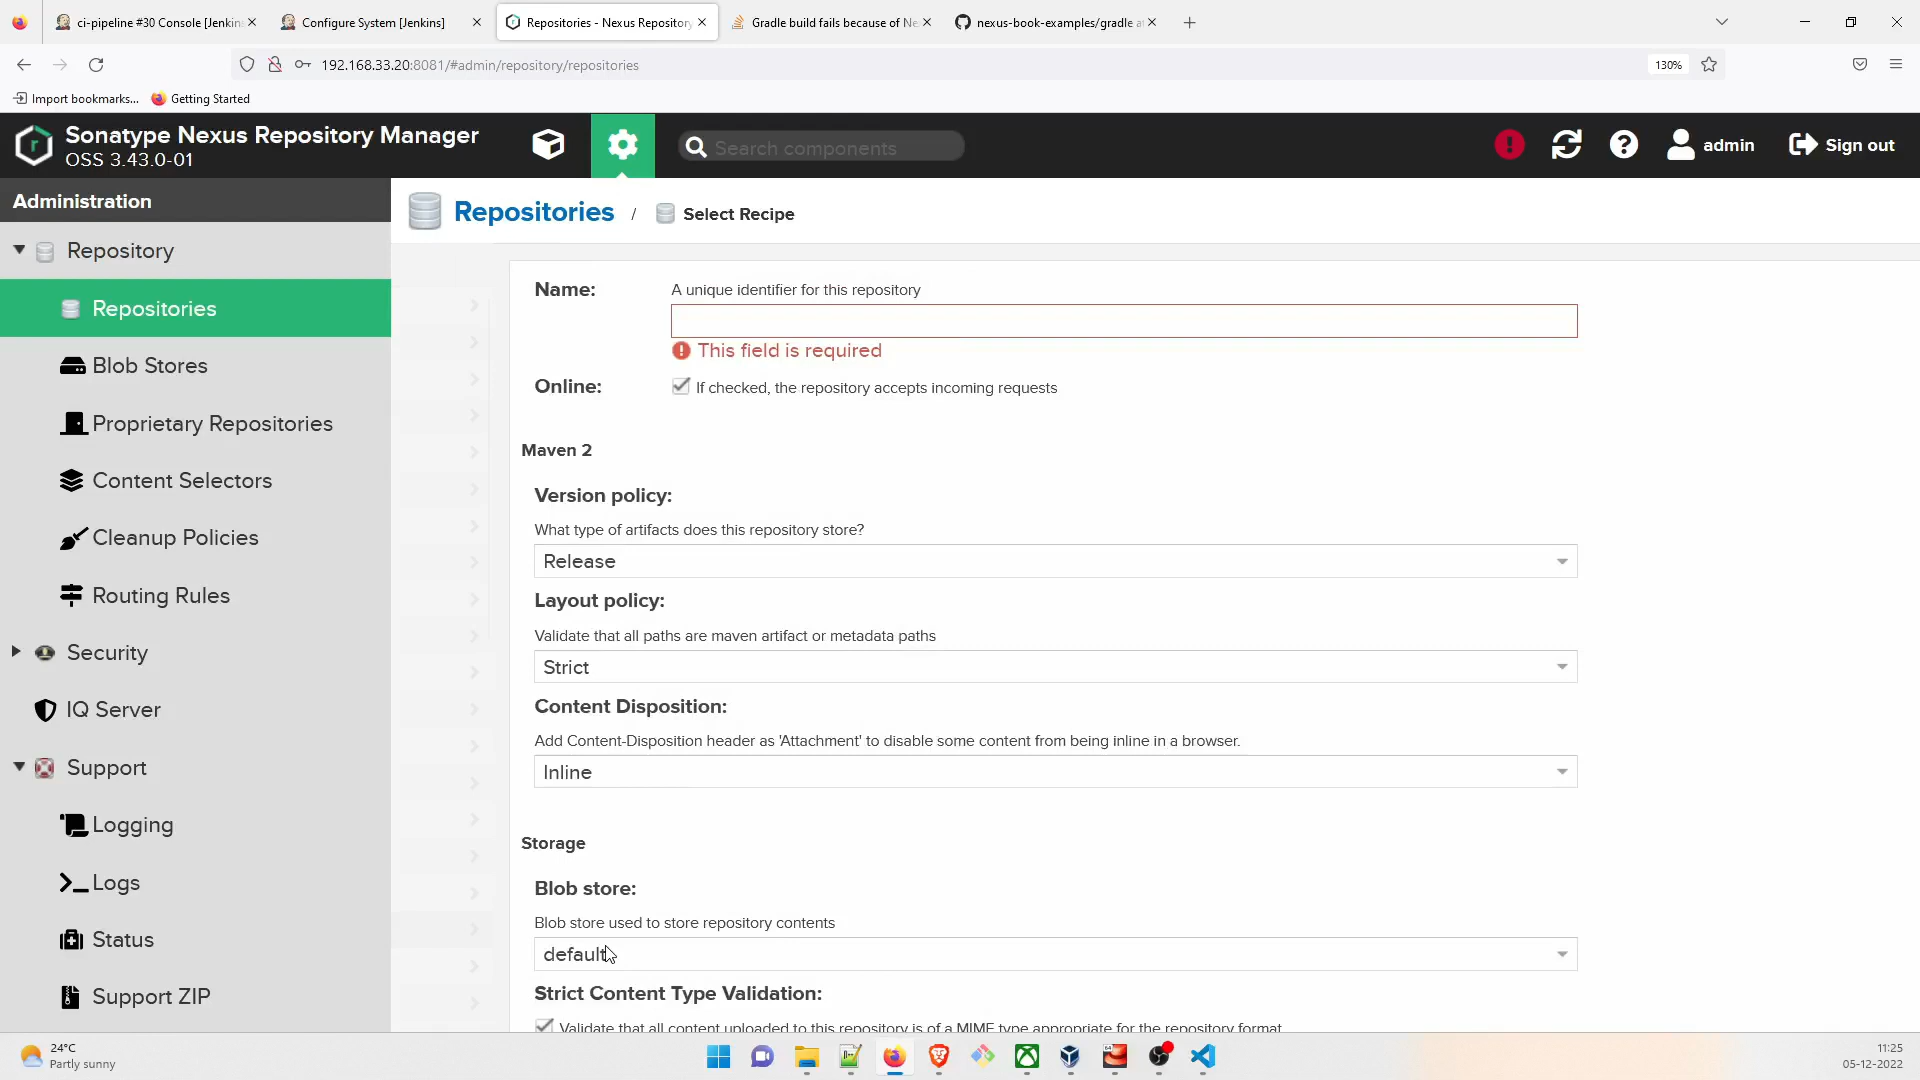 ci-pipeline #30 Console [Jenkin
Configure System [Jenkins]
Repositories - Nexus Repository
Gradle build fails because of Ne
nexus-book-examples/gradle at
192.168.33.20:8081/#admin/repository/repositories
130%
Import bookmarks...
Getting Started
Sonatype Nexus Repository Manager
OSS 3.43.0-01
Search components
admin
Sign out
Administration
Repositories / Select Recipe
Repository
Repositories
Blob Stores
Proprietary Repositories
Content Selectors
Cleanup Policies
Routing Rules
Security
IQ Server
Support
Logging
Logs
Status
Support ZIP
Name: A unique identifier for this repository
This field is required
Online: If checked, the repository accepts incoming requests
Maven 2
Version policy:
What type of artifacts does this repository store?
Release
Layout policy:
Validate that all paths are maven artifact or metadata paths
Strict
Content Disposition:
Add Content-Disposition header as 'Attachment' to disable some content from being inline in a browser.
Inline
Storage
Blob store:
Blob store used to store repository contents
default
Strict Content Type Validation:
Validate that all content uploaded to this repository is of a MIME type appropriate for the repository format
24°C
Partly sunny
11:25
05-12-2022